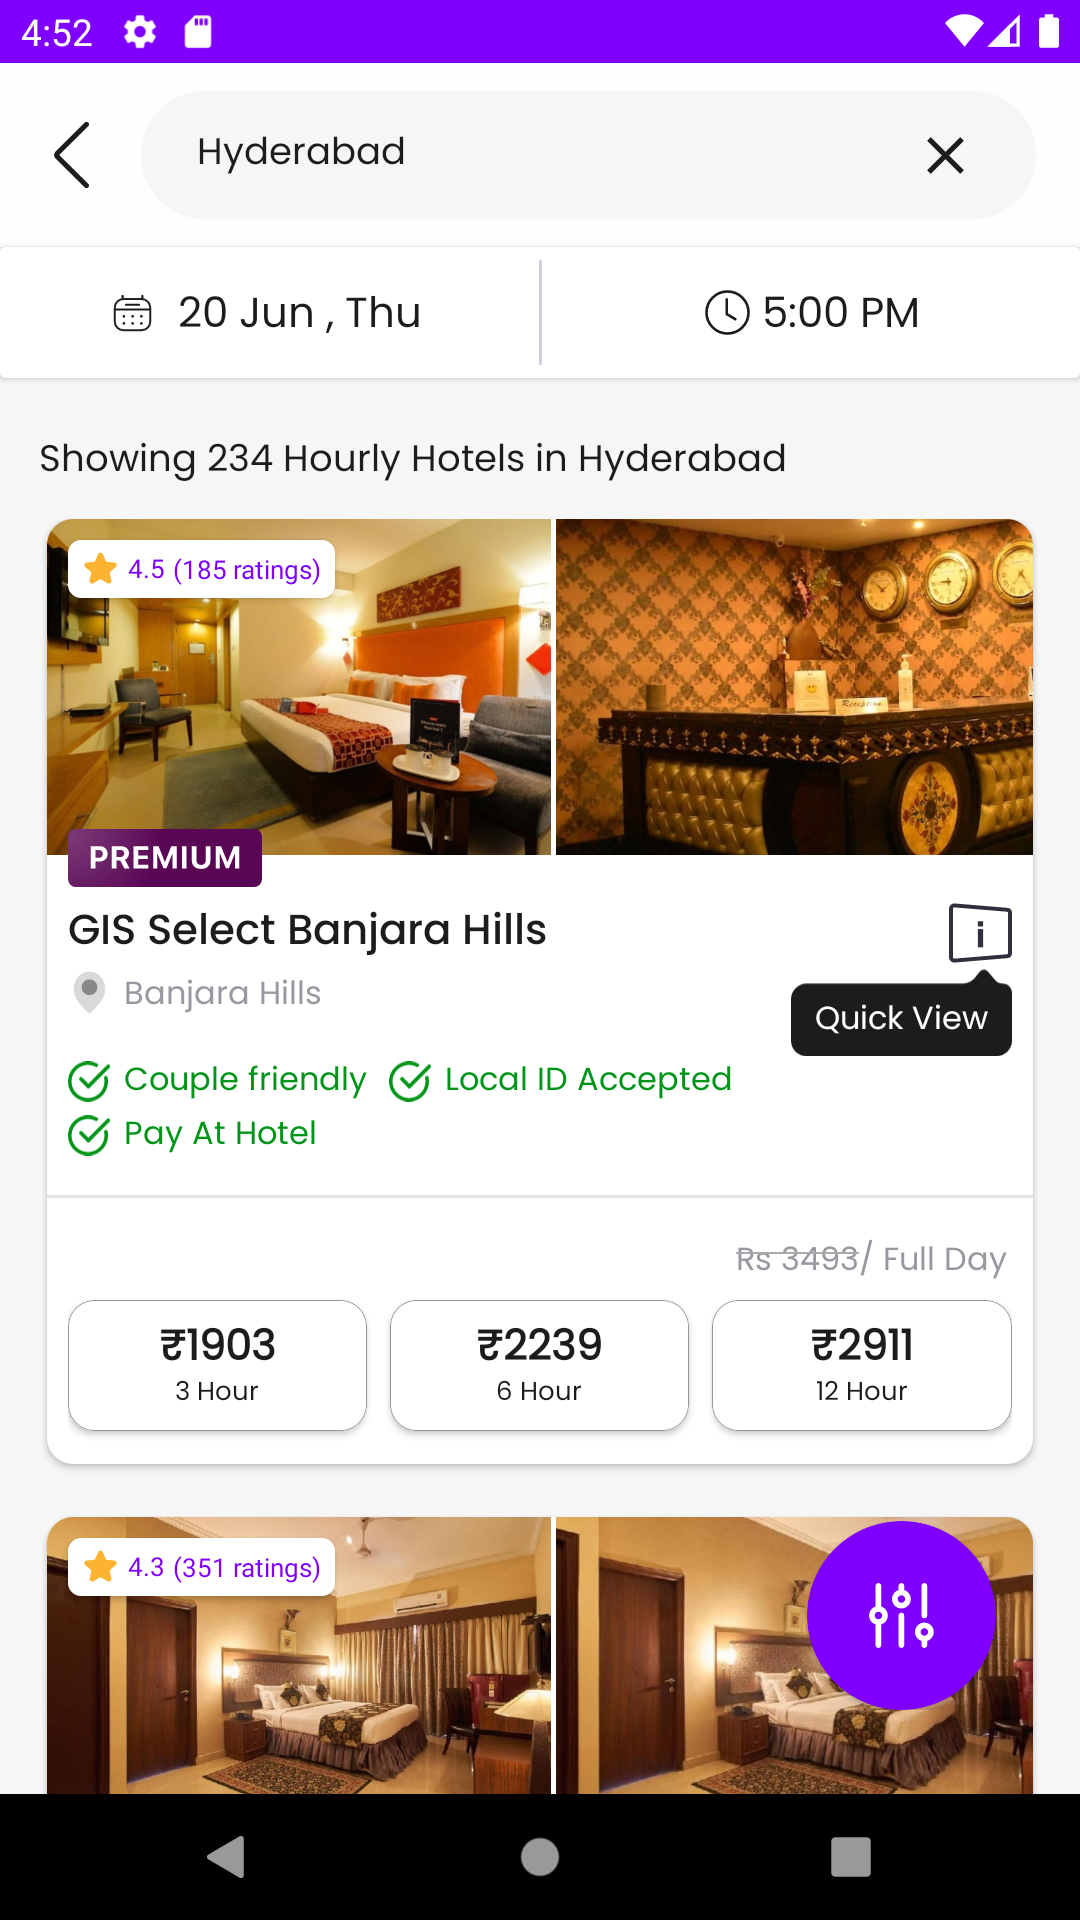 4:52
Hyderabad
20 Jun , Thu
5:00 PM
Showing 234 Hourly Hotels in Hyderabad
4.5 (185 ratings)
Reception
PREMIUM
GIS Select Banjara Hills
i
Banjara Hills
Quick View
Couple friendly
Local ID Accepted
Pay At Hotel
Rs 3493/ Full Day
₹1903
3 Hour
₹2239
6 Hour
₹2911
12 Hour
4.3 (351 ratings)